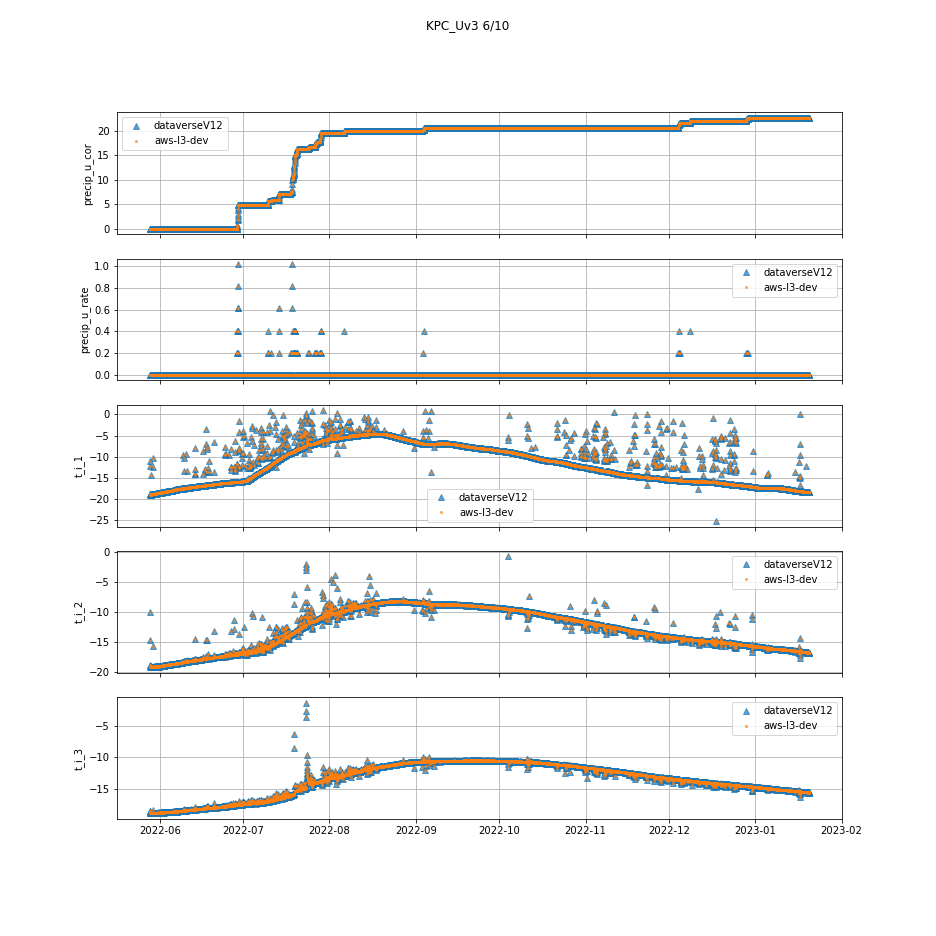 KPC_Uv3 6/10
precip_u_cor
20
15
10
5
0
dataverseV12
aws-l3-dev
precip_u_rate
1.0
0.8
0.6
0.4
0.2
0.0
dataverseV12
aws-l3-dev
t_i_1
0
−5
−10
−15
−20
−25
dataverseV12
aws-l3-dev
t_i_2
0
−5
−10
−15
−20
dataverseV12
aws-l3-dev
t_i_3
−5
−10
−15
dataverseV12
aws-l3-dev
2022-06 2022-07 2022-08 2022-09 2022-10 2022-11 2022-12 2023-01 2023-02